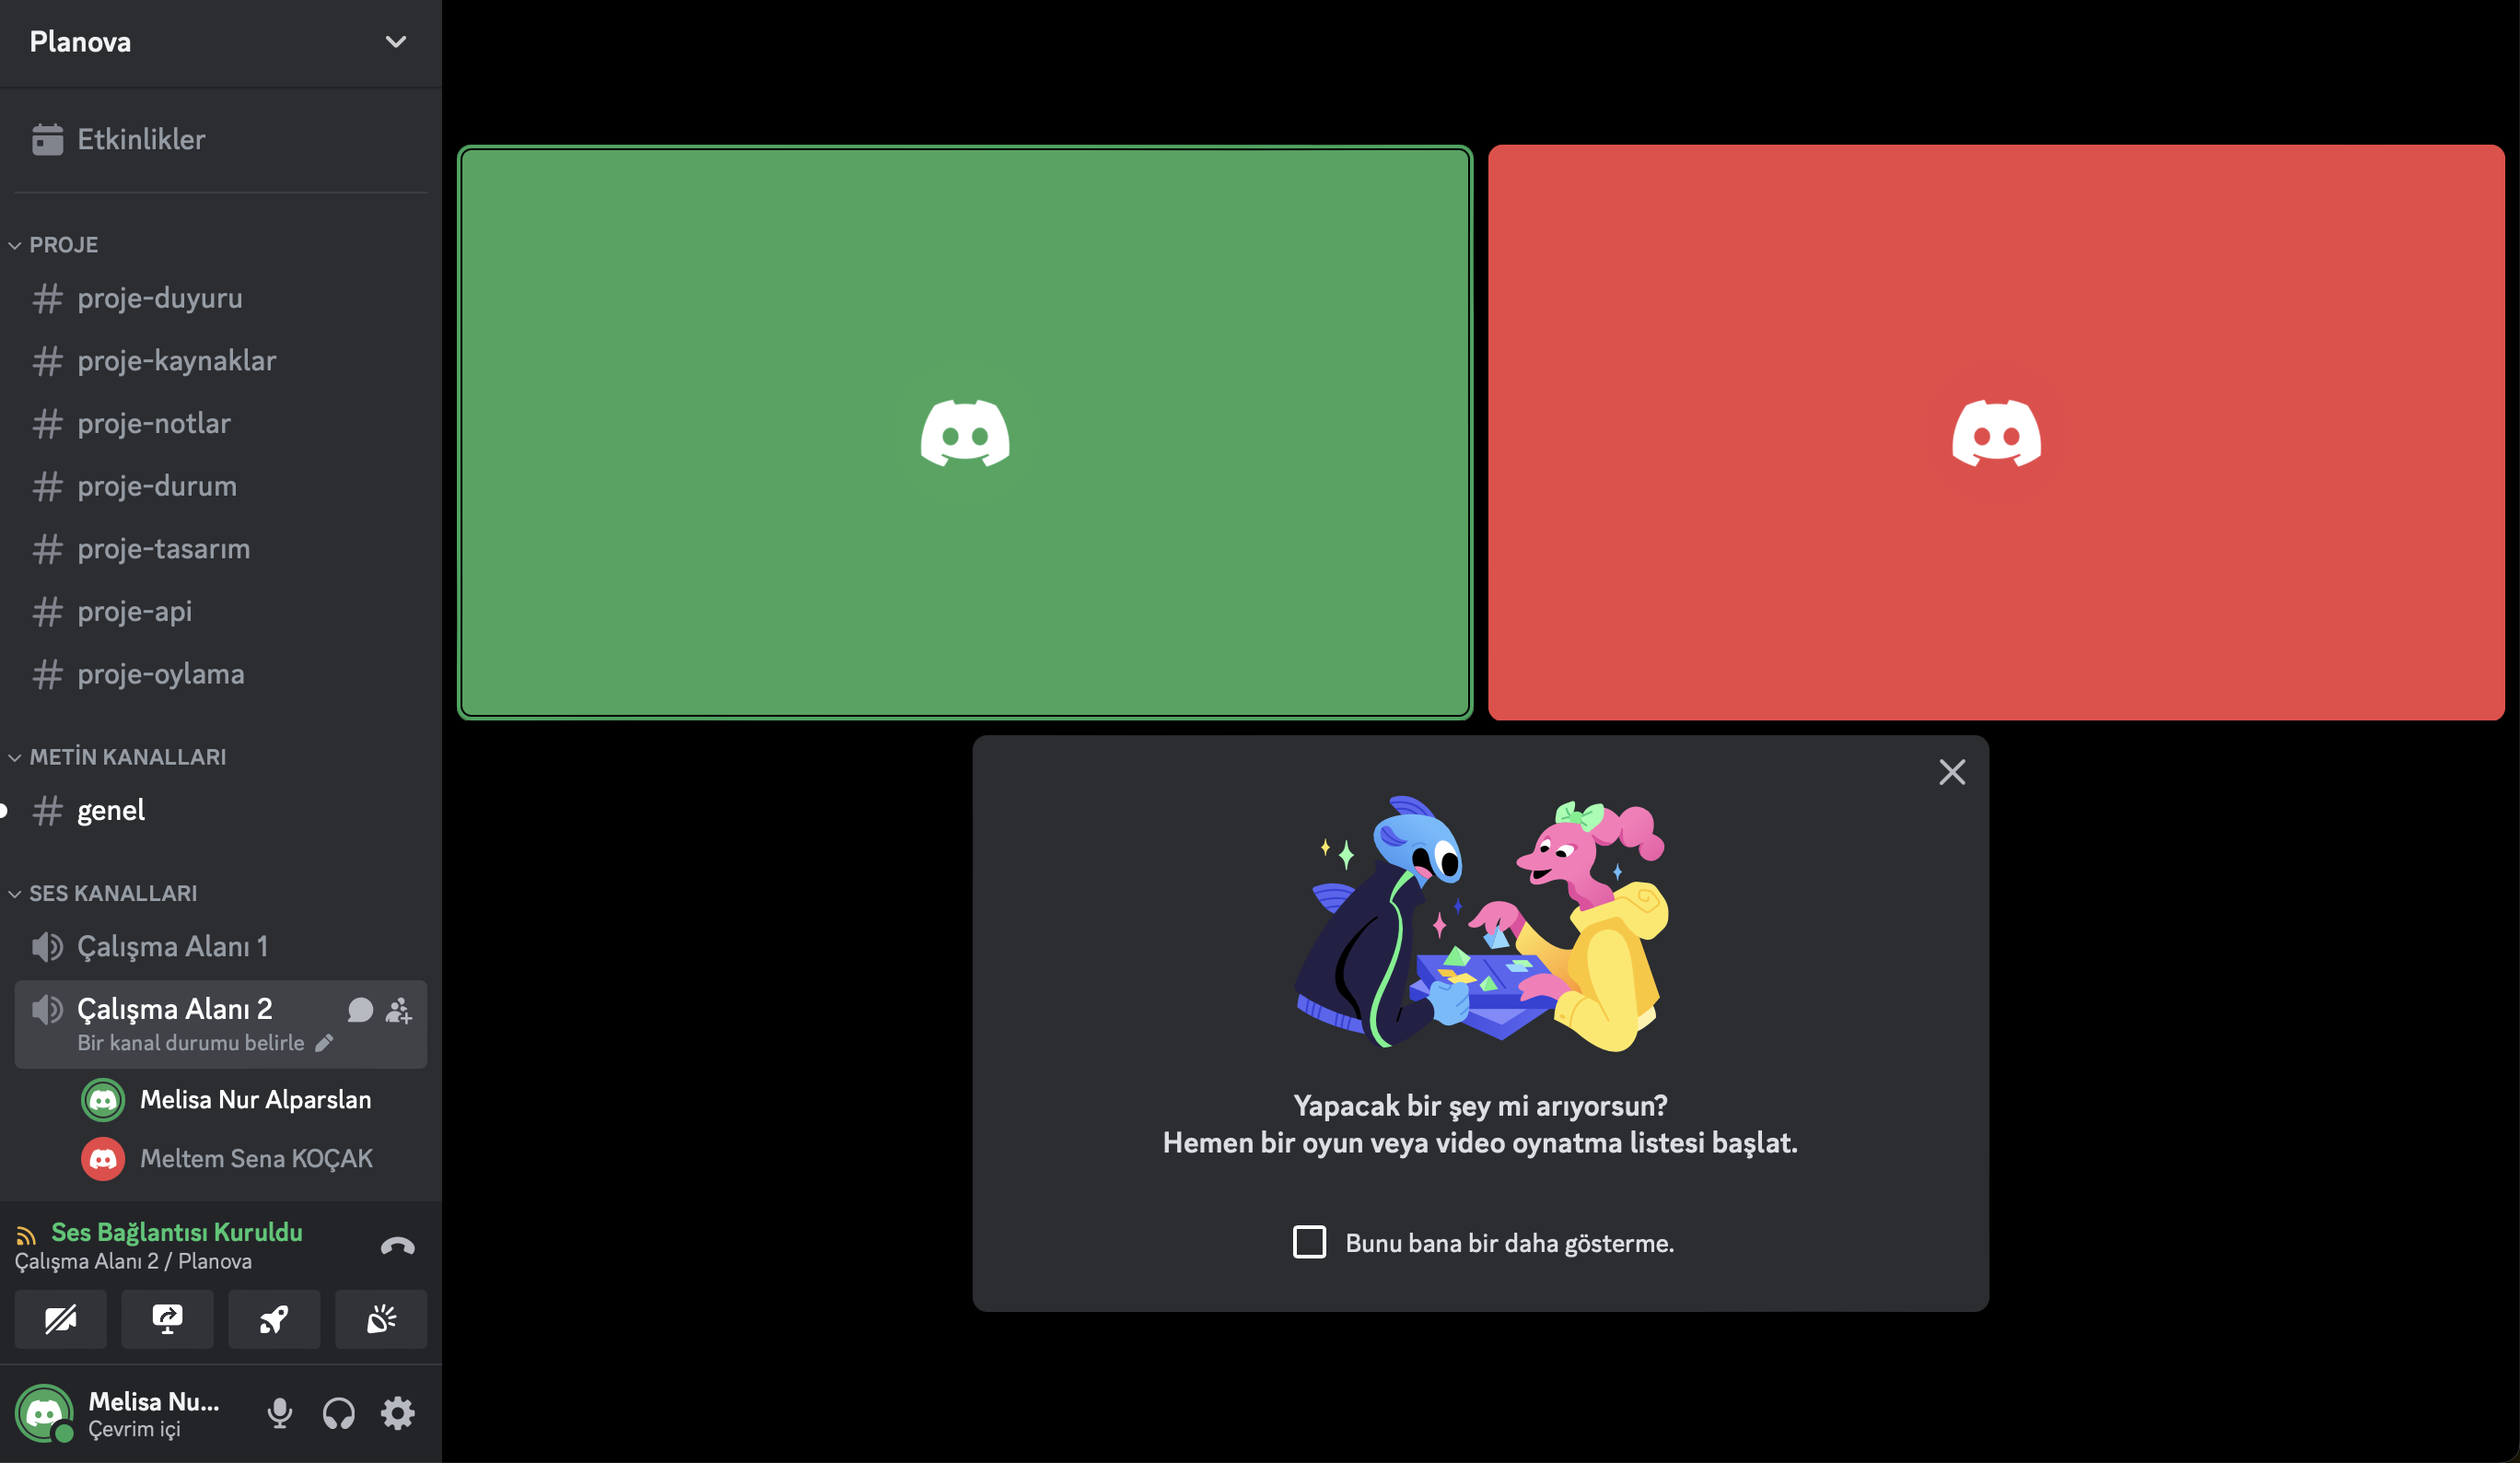 Planova
Etkinlikler
PROJE
proje-duyuru
proje-kaynaklar
proje-notlar
proje-durum
proje-tasarım
proje-api
proje-oylama
METİN KANALLARI
genel
SES KANALLARI
Çalışma Alanı 1
Çalışma Alanı 2
Bir kanal durumu belirle
Melisa Nur Alparslan
Meltem Sena KOÇAK
Ses Bağlantısı Kuruldu
Çalışma Alanı 2 / Planova
Melisa Nu...
Çevrim içi
Yapacak bir şey mi arıyorsun?
Hemen bir oyun veya video oynatma listesi başlat.
Bunu bana bir daha gösterme.